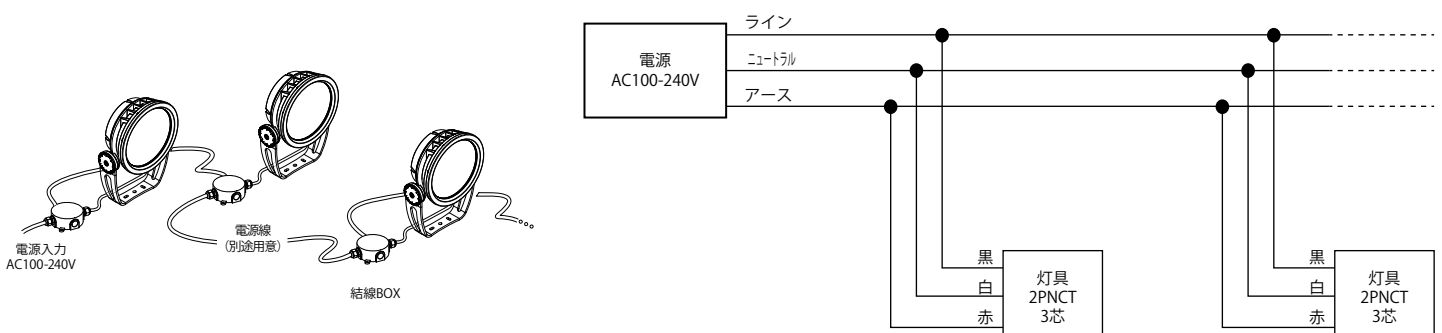 電源入力
AC100-240V
電源線
(別途用意)
結線BOX
電源
AC100-240V
ライン
ﾆｭｰﾄﾗﾙ
アース
黒
白
赤
灯具
2PNCT
3芯
黒
白
赤
灯具
2PNCT
3芯